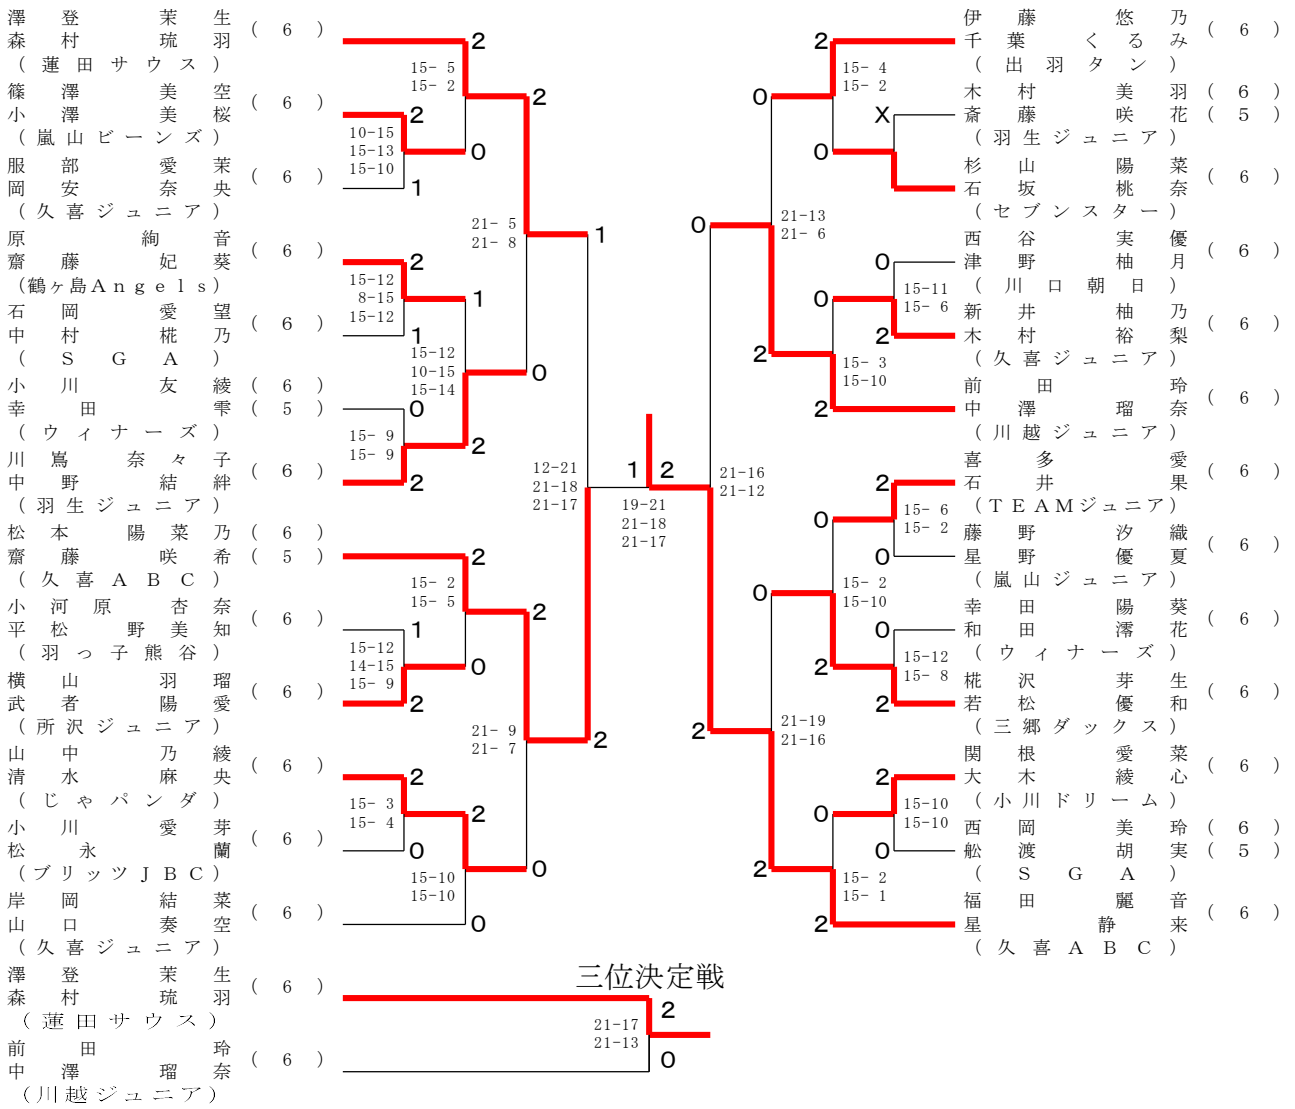 澤登 茉生
森村 琉羽 (6)
(蓮田サウス)
篠澤 美空
小澤 美桜 (6)
(嵐山ビーンズ)
服部 愛茉
岡安 奈央 (6)
(久喜ジュニア)
原 絢音
齋藤 妃葵 (6)
(鶴ヶ島Angels)
石岡 愛望
中村 椛乃 (6)
(SGA)
小川 友綾 (6)
幸田 雫 (5)
(ウィナーズ)
川嶌 奈々子
中野 結絆 (6)
(羽生ジュニア)
松本 陽菜乃 (6)
齋藤 咲希 (5)
(久喜ABC)
小河原 杏奈
平松 野美知 (6)
(羽っ子熊谷)
横山 羽瑠
武者 陽愛 (6)
(所沢ジュニア)
山中 乃綾
清水 麻央 (6)
(じゃパンダ)
小川 愛芽
松永 蘭 (6)
(ブリッツJBC)
岸岡 結菜
山口 奏空 (6)
(久喜ジュニア)
2
15- 5
15- 2
2
2
10-15
15-13
15-10
0
1
21- 5
21- 8
1
2
15-12
8-15
15-12
1
1
15-12
10-15
15-14
0
0
15- 9
15- 9
2
2
12-21
21-18
21-17
2
15- 2
15- 5
2
1
15-12
14-15
15- 9
0
2
21- 9
21- 7
2
2
15- 3
15- 4
2
0
15-10
15-10
0
0
1 2
19-21
21-18
21-17
2
15- 4
15- 2
0
X
0
21-13
21- 6
0
0
15-11
15- 6
0
2
2
15- 3
15-10
2
21-16
21-12
2
15- 6
15- 2
0
0
15- 2
15-10
0
0
15-12
15- 8
2
2
21-19
21-16
2
2
15-10
15-10
0
0
2
15- 2
15- 1
2
伊藤 悠乃
千葉 くるみ (6)
(出羽タン)
木村 美羽 (6)
斎藤 咲花 (5)
(羽生ジュニア)
杉山 陽菜
石坂 桃奈 (6)
(セブンスター)
西谷 実優
津野 柚月 (6)
(川口朝日)
新井 柚乃
木村 裕梨 (6)
(久喜ジュニア)
前田 玲
中澤 瑠奈 (6)
(川越ジュニア)
喜多 愛
石井 果 (6)
(TEAMジュニア)
藤野 汐織
星野 優夏 (6)
(嵐山ジュニア)
幸田 陽葵
和田 澪花 (6)
(ウィナーズ)
椛沢 芽生
若松 優和 (6)
(三郷ダックス)
関根 愛菜
大木 綾心 (6)
(小川ドリーム)
西岡 美玲 (6)
舩渡 胡実 (5)
(SGA)
福田 麗音
星 静来 (6)
(久喜ABC)
三位決定戦
澤登 茉生
森村 琉羽 (6)
(蓮田サウス)
前田 玲
中澤 瑠奈 (6)
(川越ジュニア)
2
21-17
21-13
0